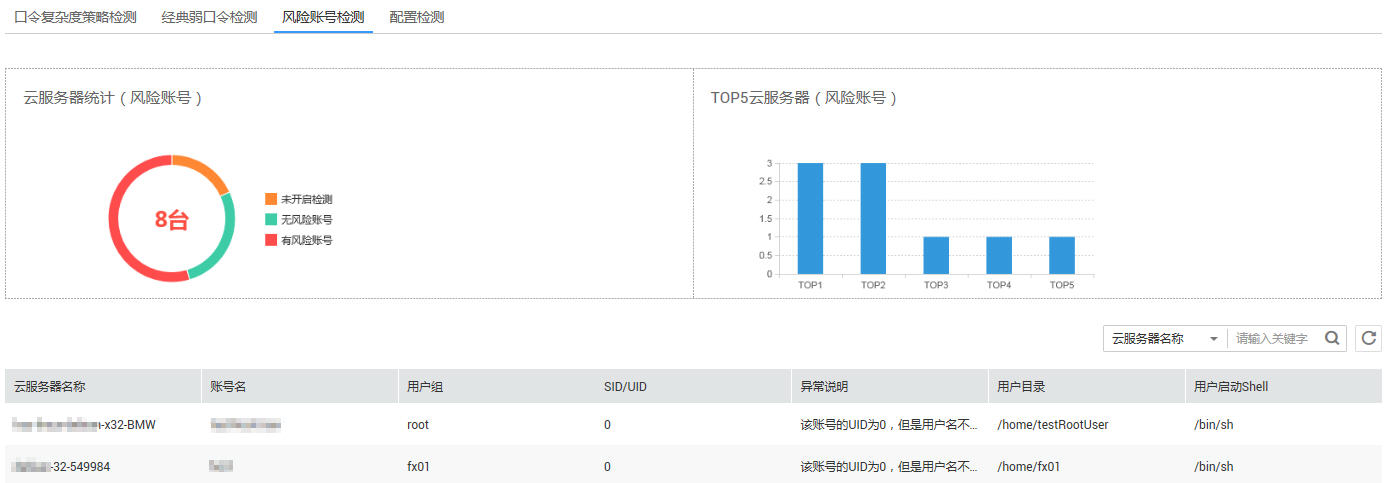 口令复杂度策略检测 经典弱口令检测 风险账号检测 配置检测
云服务器统计（风险账号）
8台
未开启检测
无风险账号
有风险账号
TOP5云服务器（风险账号）
3
2.5
2
1.5
1
0.5
0
TOP1 TOP2 TOP3 TOP4 TOP5
云服务器名称 请输入关键字
云服务器名称 账号名 用户组 SID/UID 异常说明 用户目录 用户启动Shell
-x32-BMW root 0 该账号的UID为0，但是用户名不... /home/testRootUser /bin/sh
-32-549984 fx01 0 该账号的UID为0，但是用户名不... /home/fx01 /bin/sh